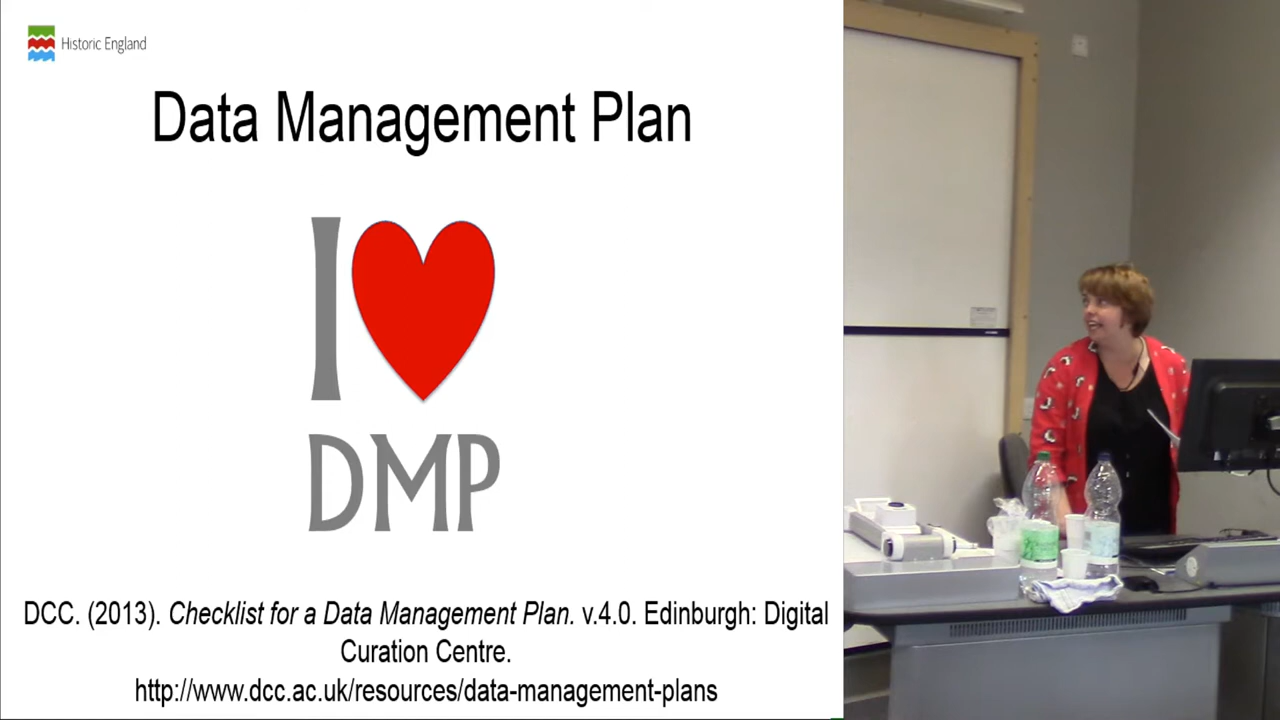 Historic England
Data Management Plan
I
DMP
DCC. (2013). Checklist for a Data Management Plan. v.4.0. Edinburgh: Digital
Curation Centre.
http://www.dcc.ac.uk/resources/data-management-plans